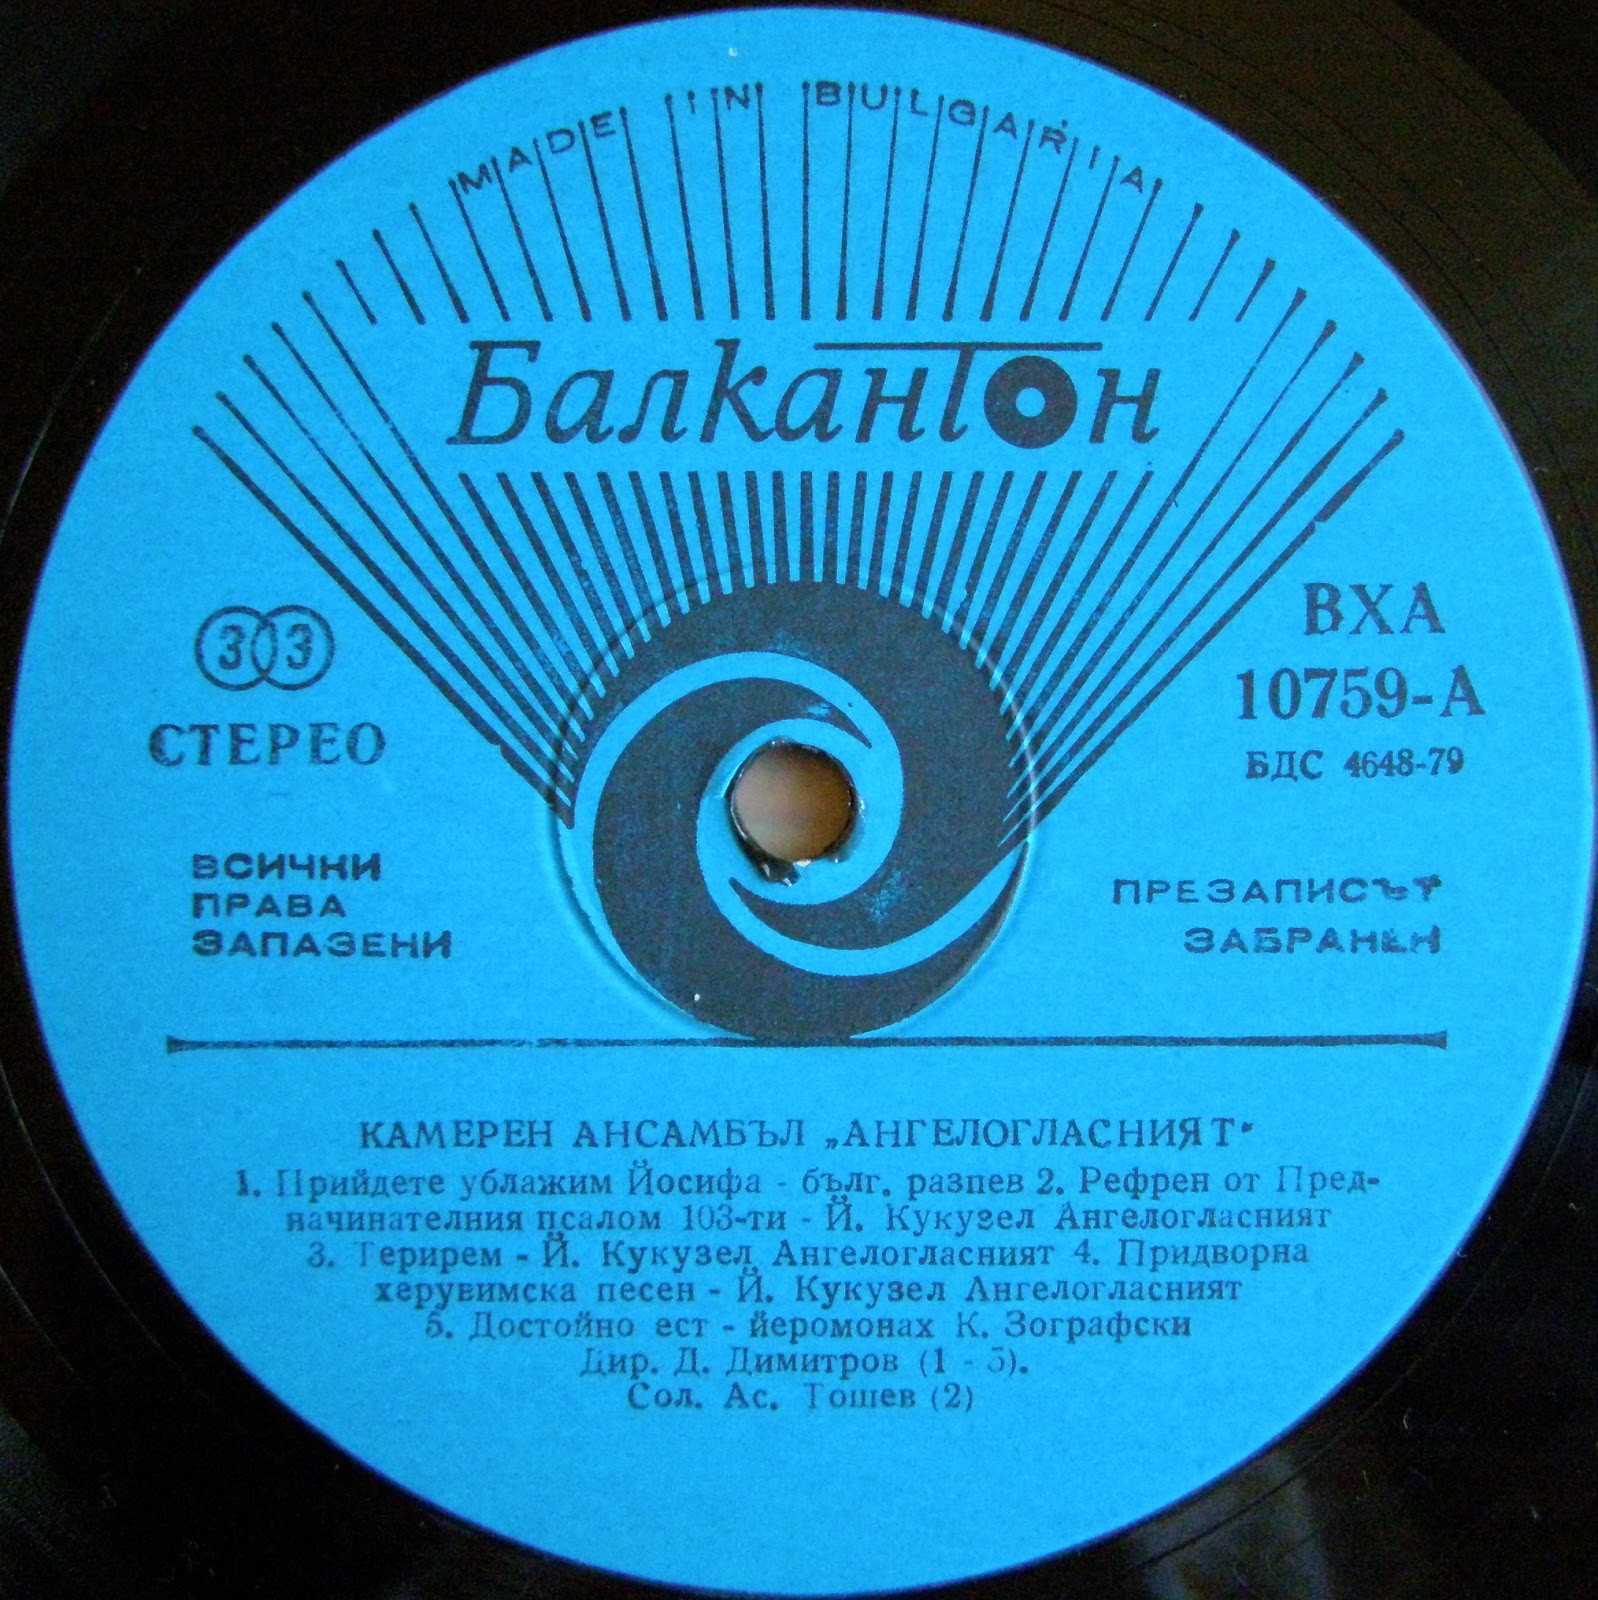 MADE IN BULGARIA
Балкантон
33
СТЕРЕО
ВХА
10759-А
БДС 4648-79
ВСИЧКИ
ПРАВА
ЗАПАЗЕНИ
ПРЕЗАПИСЪТ
ЗАБРАНЕН
КАМЕРЕН АНСАМБЪЛ „АНГЕЛОГЛАСНИЯТ"
1. Прийдете ублажим Йосифа - бълг. разпев 2. Рефрен от Пред-
начинателния псалом 103-ти - Й. Кукузел Ангелогласният
3. Терирем - Й. Кукузел Ангелогласният 4. Придворна
херувимска песен - Й. Кукузел Ангелогласният
5. Достойно ест - йеромонах К. Зографски
Дир. Д. Димитров (1 - 5).
Сол. Ас. Тошев (2)